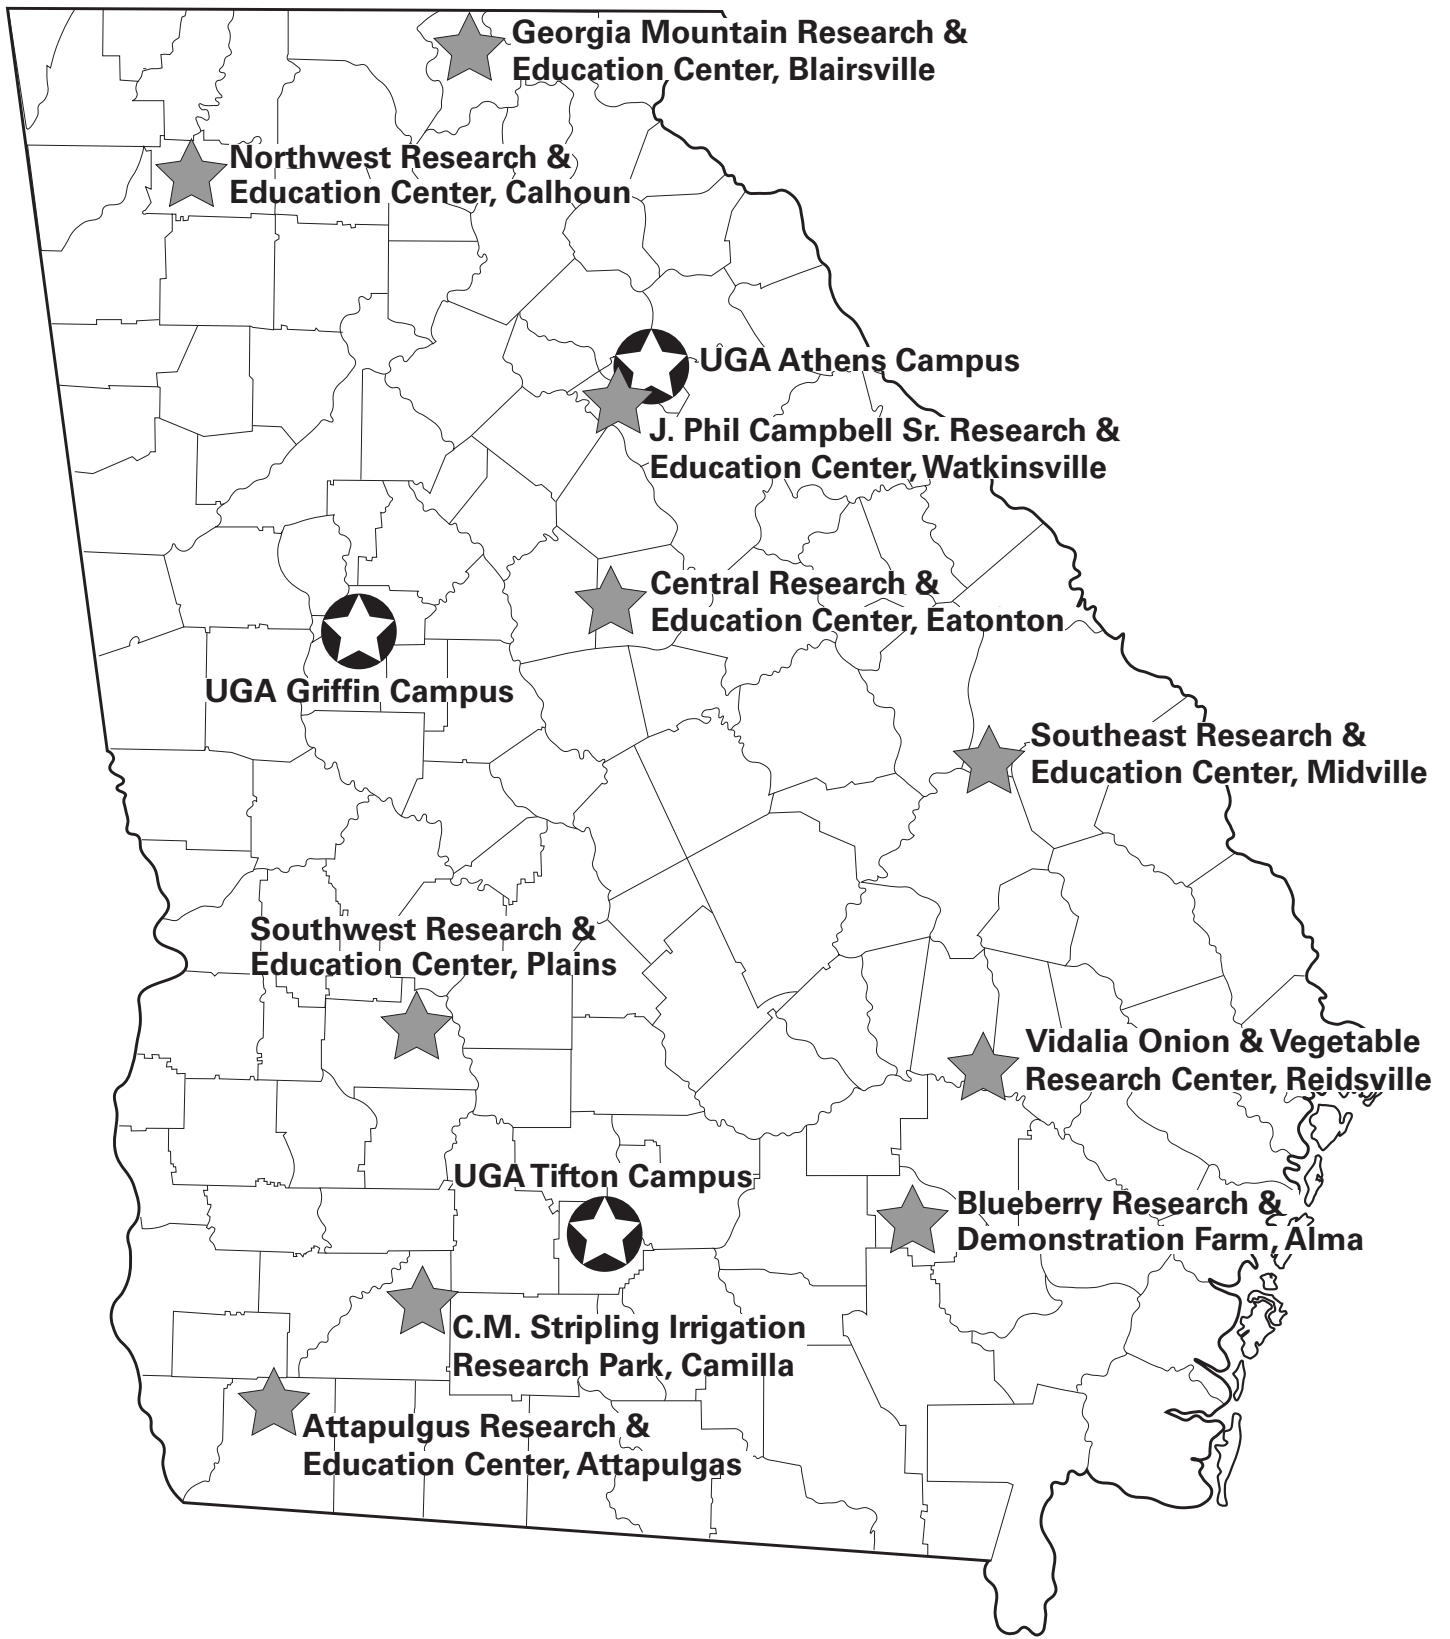 Georgia Mountain Research &
Education Center, Blairsville
Northwest Research &
Education Center, Calhoun
UGA Athens Campus
J. Phil Campbell Sr. Research &
Education Center, Watkinsville
Central Research &
Education Center, Eatonton
UGA Griffin Campus
Southeast Research &
Education Center, Midville
Southwest Research &
Education Center, Plains
Vidalia Onion & Vegetable
Research Center, Reidsville
UGA Tifton Campus
Blueberry Research &
Demonstration Farm, Alma
C.M. Stripling Irrigation
Research Park, Camilla
Attapulgus Research &
Education Center, Attapulgas